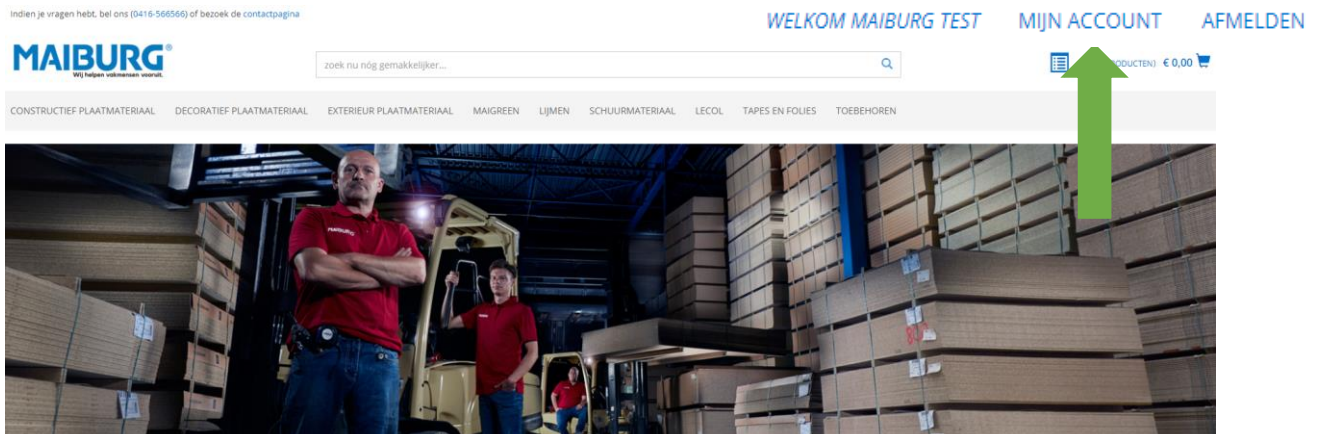 Indien je vragen hebt, bel ons (0416-566566) of bezoek de contactpagina
WELKOM MAIBURG TEST MIJN ACCOUNT AFMELDEN
MAIBURG®
Wij helpen vakmensen vooruit.
zoek nu nóg gemakkelijker...
€ 0,00
CONSTRUCTIEF PLAATMATERIAAL DECORATIEF PLAATMATERIAAL EXTERIEUR PLAATMATERIAAL MAIGREEN LIJMEN SCHUURMATERIAAL LECOL TAPES EN FOLIES TOEBEHOREN
MAIBURG